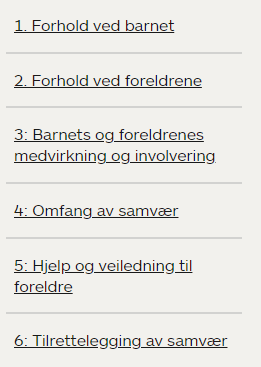 1. Forhold ved barnet
2. Forhold ved foreldrene
3: Barnets og foreldrenes
medvirkning og involvering
4: Omfang av samvær
5: Hjelp og veiledning til
foreldre
6: Tilrettelegging av samvær